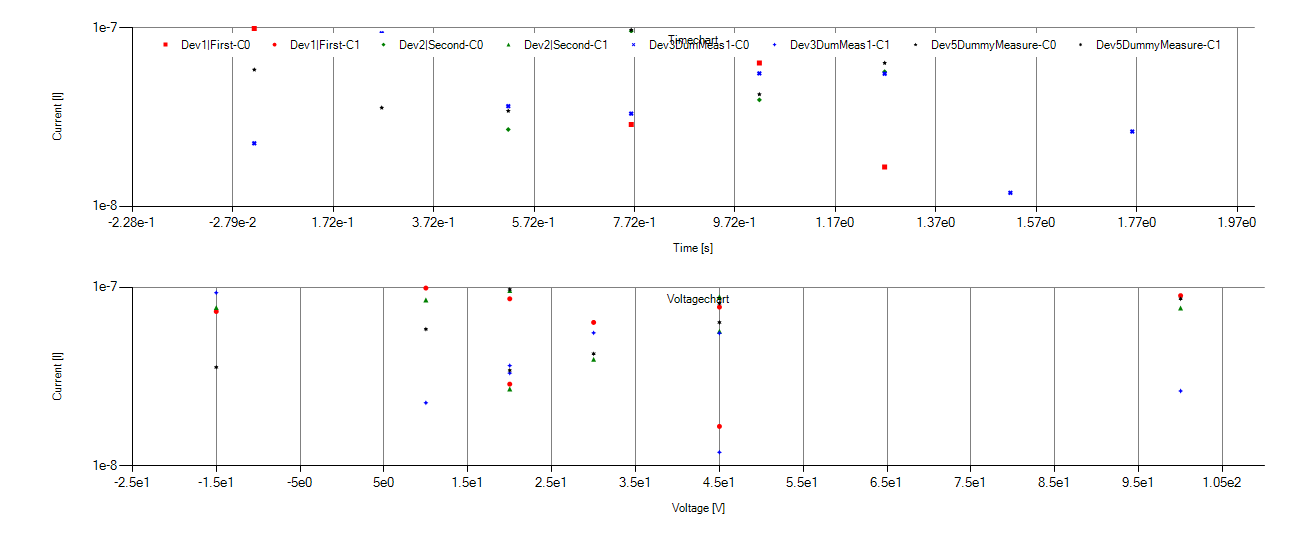 1e-7
Timechart
Dev1|First-C0 Dev1|First-C1 Dev2|Second-C0 Dev2|Second-C1 Dev3DumMeas1-C0 Dev3DumMeas1-C1 Dev5DummyMeasure-C0 Dev5DummyMeasure-C1
Current [I]
1e-8
-2.28e-1 -2.79e-2 1.72e-1 3.72e-1 5.72e-1 7.72e-1 9.72e-1 1.17e0 1.37e0 1.57e0 1.77e0 1.97e0
Time [s]
1e-7
Voltagechart
Current [I]
1e-8
-2.5e1 -1.5e1 -5e0 5e0 1.5e1 2.5e1 3.5e1 4.5e1 5.5e1 6.5e1 7.5e1 8.5e1 9.5e1 1.05e2
Voltage [V]